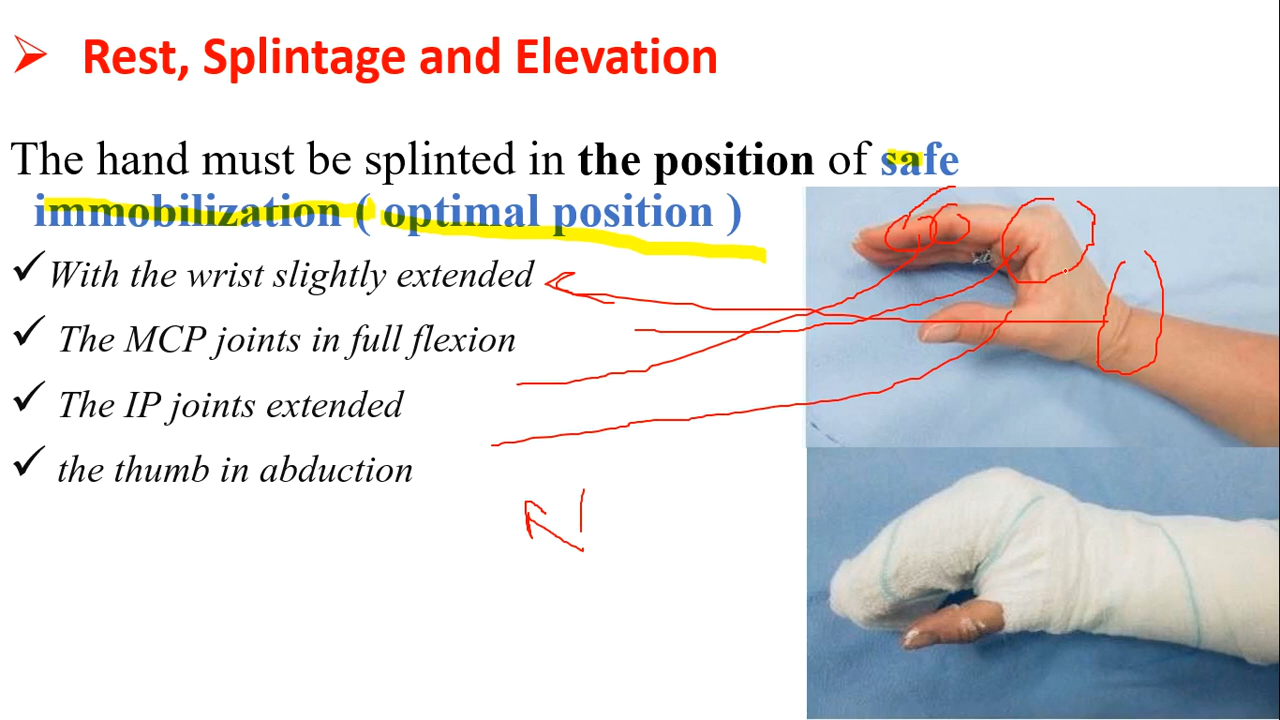 Rest, Splintage and Elevation
The hand must be splinted in the position of safe
immobilization ( optimal position )
With the wrist slightly extended
The MCP joints in full flexion
The IP joints extended
the thumb in abduction